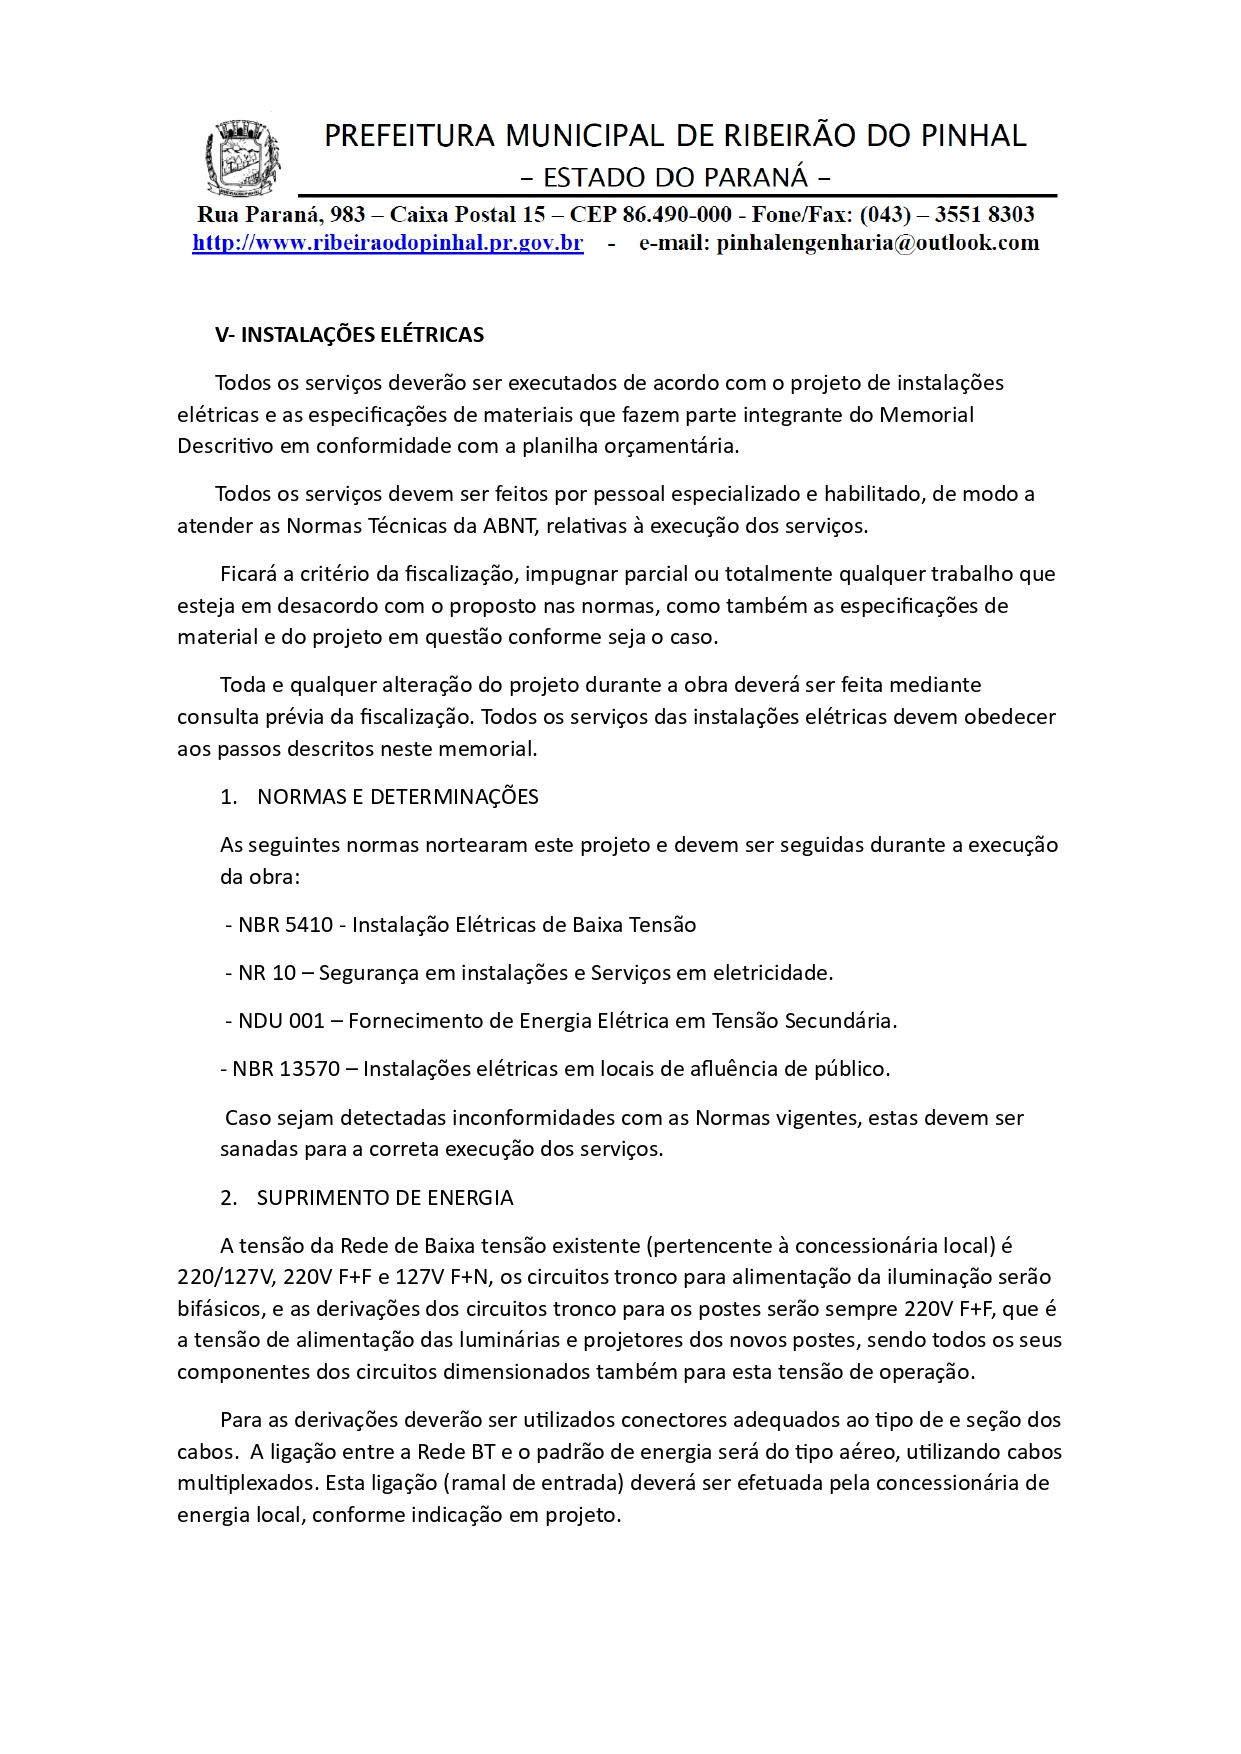 PREFEITURA MUNICIPAL DE RIBEIRÃO DO PINHAL
– ESTADO DO PARANÁ –
Rua Paraná, 983 – Caixa Postal 15 – CEP 86.490-000 - Fone/Fax: (043) – 3551 8303
http://www.ribeiraodopinhal.pr.gov.br - e-mail: pinhalengenharia@outlook.com
V- INSTALAÇÕES ELÉTRICAS
Todos os serviços deverão ser executados de acordo com o projeto de instalações
elétricas e as especificações de materiais que fazem parte integrante do Memorial
Descritivo em conformidade com a planilha orçamentária.
Todos os serviços devem ser feitos por pessoal especializado e habilitado, de modo a
atender as Normas Técnicas da ABNT, relativas à execução dos serviços.
Ficará a critério da fiscalização, impugnar parcial ou totalmente qualquer trabalho que
esteja em desacordo com o proposto nas normas, como também as especificações de
material e do projeto em questão conforme seja o caso.
Toda e qualquer alteração do projeto durante a obra deverá ser feita mediante
consulta prévia da fiscalização. Todos os serviços das instalações elétricas devem obedecer
aos passos descritos neste memorial.
1. NORMAS E DETERMINAÇÕES
As seguintes normas nortearam este projeto e devem ser seguidas durante a execução
da obra:
- NBR 5410 - Instalação Elétricas de Baixa Tensão
- NR 10 – Segurança em instalações e Serviços em eletricidade.
- NDU 001 – Fornecimento de Energia Elétrica em Tensão Secundária.
- NBR 13570 – Instalações elétricas em locais de afluência de público.
Caso sejam detectadas inconformidades com as Normas vigentes, estas devem ser
sanadas para a correta execução dos serviços.
2. SUPRIMENTO DE ENERGIA
A tensão da Rede de Baixa tensão existente (pertencente à concessionária local) é
220/127V, 220V F+F e 127V F+N, os circuitos tronco para alimentação da iluminação serão
bifásicos, e as derivações dos circuitos tronco para os postes serão sempre 220V F+F, que é
a tensão de alimentação das luminárias e projetores dos novos postes, sendo todos os seus
componentes dos circuitos dimensionados também para esta tensão de operação.
Para as derivações deverão ser utilizados conectores adequados ao tipo de e seção dos
cabos. A ligação entre a Rede BT e o padrão de energia será do tipo aéreo, utilizando cabos
multiplexados. Esta ligação (ramal de entrada) deverá ser efetuada pela concessionária de
energia local, conforme indicação em projeto.